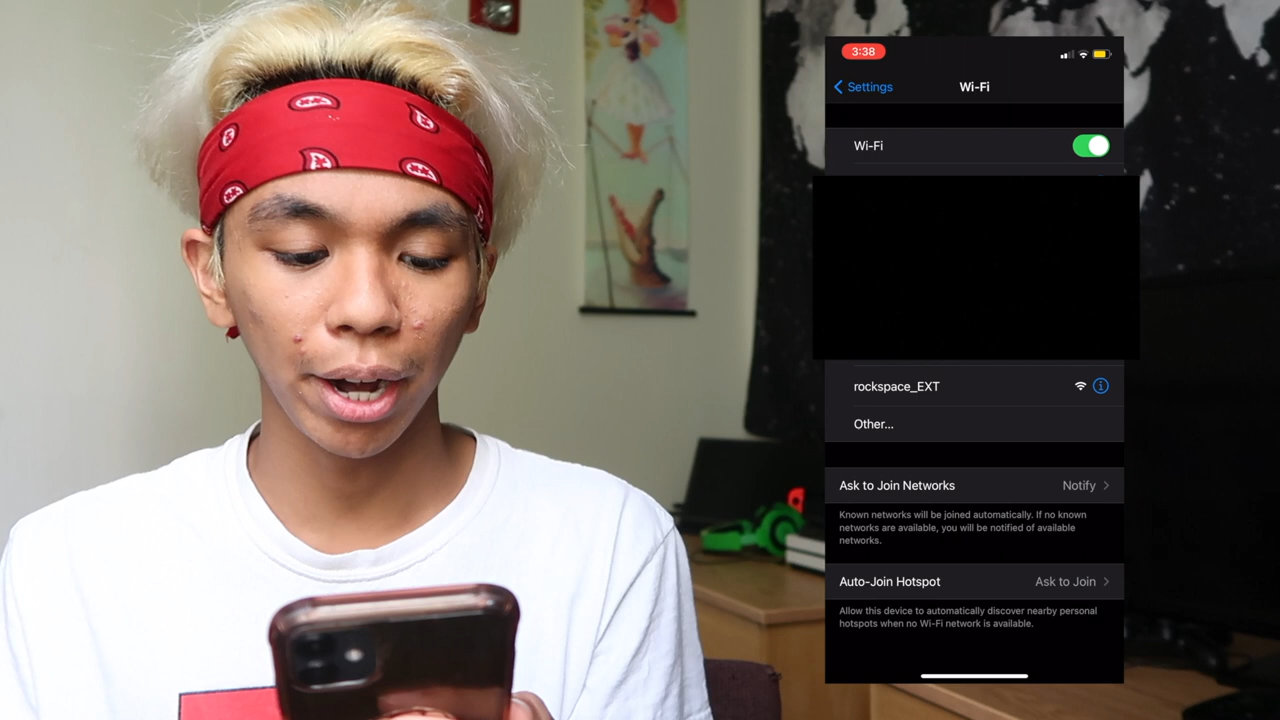 3:38
Settings
Wi-Fi
Wi-Fi
rockspace_EXT
Other...
Ask to Join Networks
Notify
Known networks will be joined automatically. If no known
networks are available, you will be notified of available
networks.
Auto-Join Hotspot
Ask to Join
Allow this device to automatically discover nearby personal
hotspots when no Wi-Fi network is available.